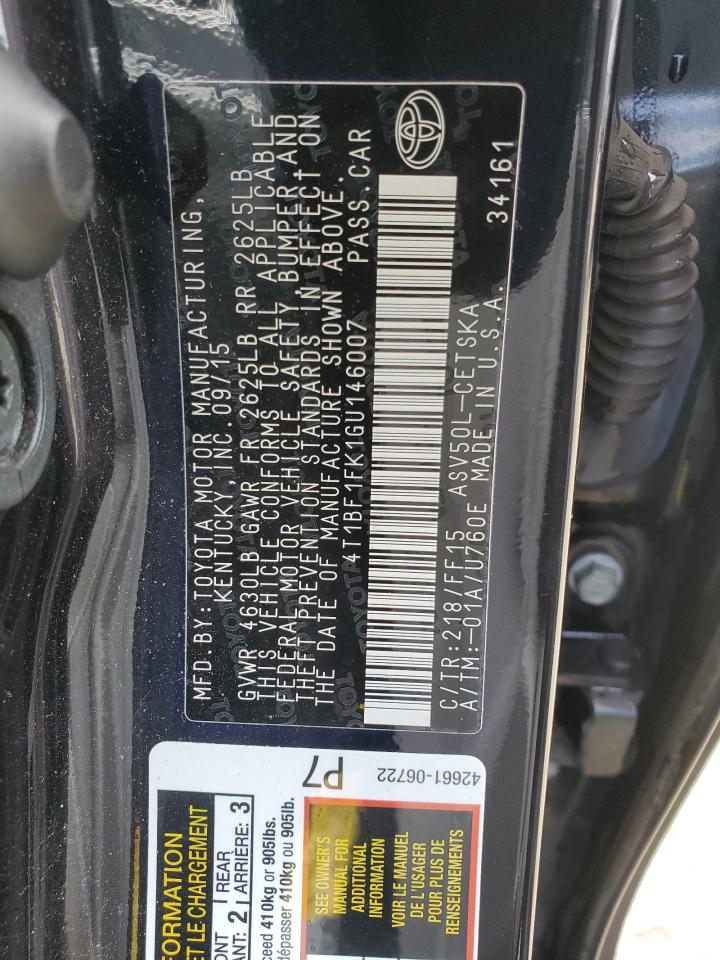 MFD.BY:TOYOTA MOTOR MANUFACTURING,
KENTUCKY, INC. 09/15
GVWR 4630LB GAWR FR 2625LB RR 2625LB
THIS VEHICLE CONFORMS TO ALL APPLICABLE
FEDERAL MOTOR VEHICLE SAFETY BUMPER AND
THEFT PREVENTION STANDARDS IN EFFECT ON
THE DATE OF MANUFACTURE SHOWN ABOVE.
4T1BF1FK1GU146007 PASS.CAR
C/TR:218/FF15 ASV50L-CETSKA
A/TM:-01A/U760E MADE IN U.S.A. 34161
ORMATION
ET LE CHARGEMENT
ONT | REAR
ANT: 2 | ARRIÈRE: 3
ceed 410kg or 905lbs.
dépasser 410kg ou 905lb.
P7
SEE OWNER'S
MANUAL FOR
ADDITIONAL
INFORMATION
VOIR LE MANUEL
DE L'USAGER
POUR PLUS DE
RENSEIGNEMENTS
42661-06722